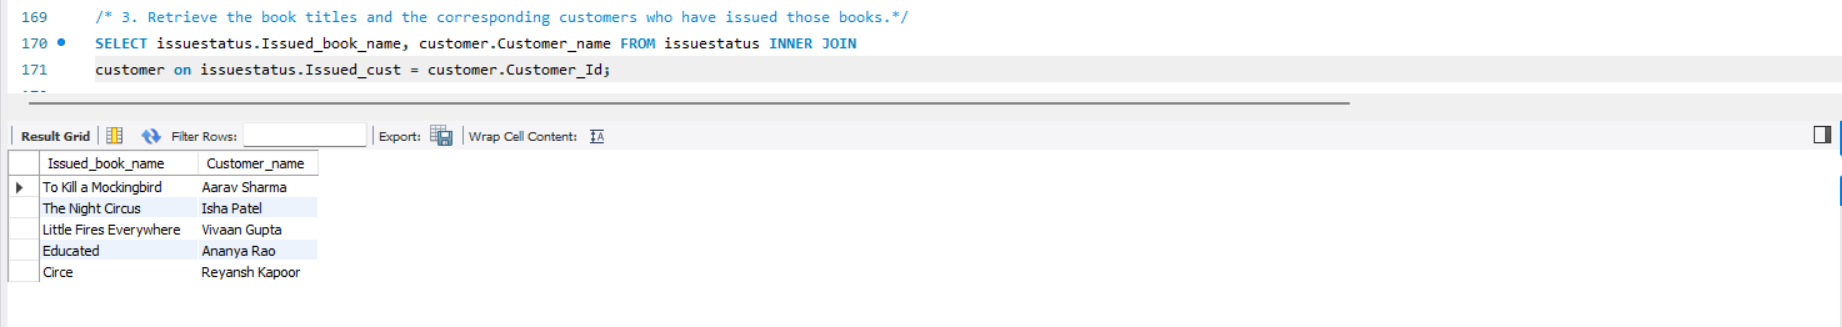 169 /* 3. Retrieve the book titles and the corresponding customers who have issued those books.*/
170 SELECT issuestatus.Issued_book_name, customer.Customer_name FROM issuestatus INNER JOIN
171 customer on issuestatus.Issued_cust = customer.Customer_Id;
Result Grid Filter Rows: Export: Wrap Cell Content: IA
Issued_book_name Customer_name
To Kill a Mockingbird Aarav Sharma
The Night Circus Isha Patel
Little Fires Everywhere Vivaan Gupta
Educated Ananya Rao
Circe Reyansh Kapoor